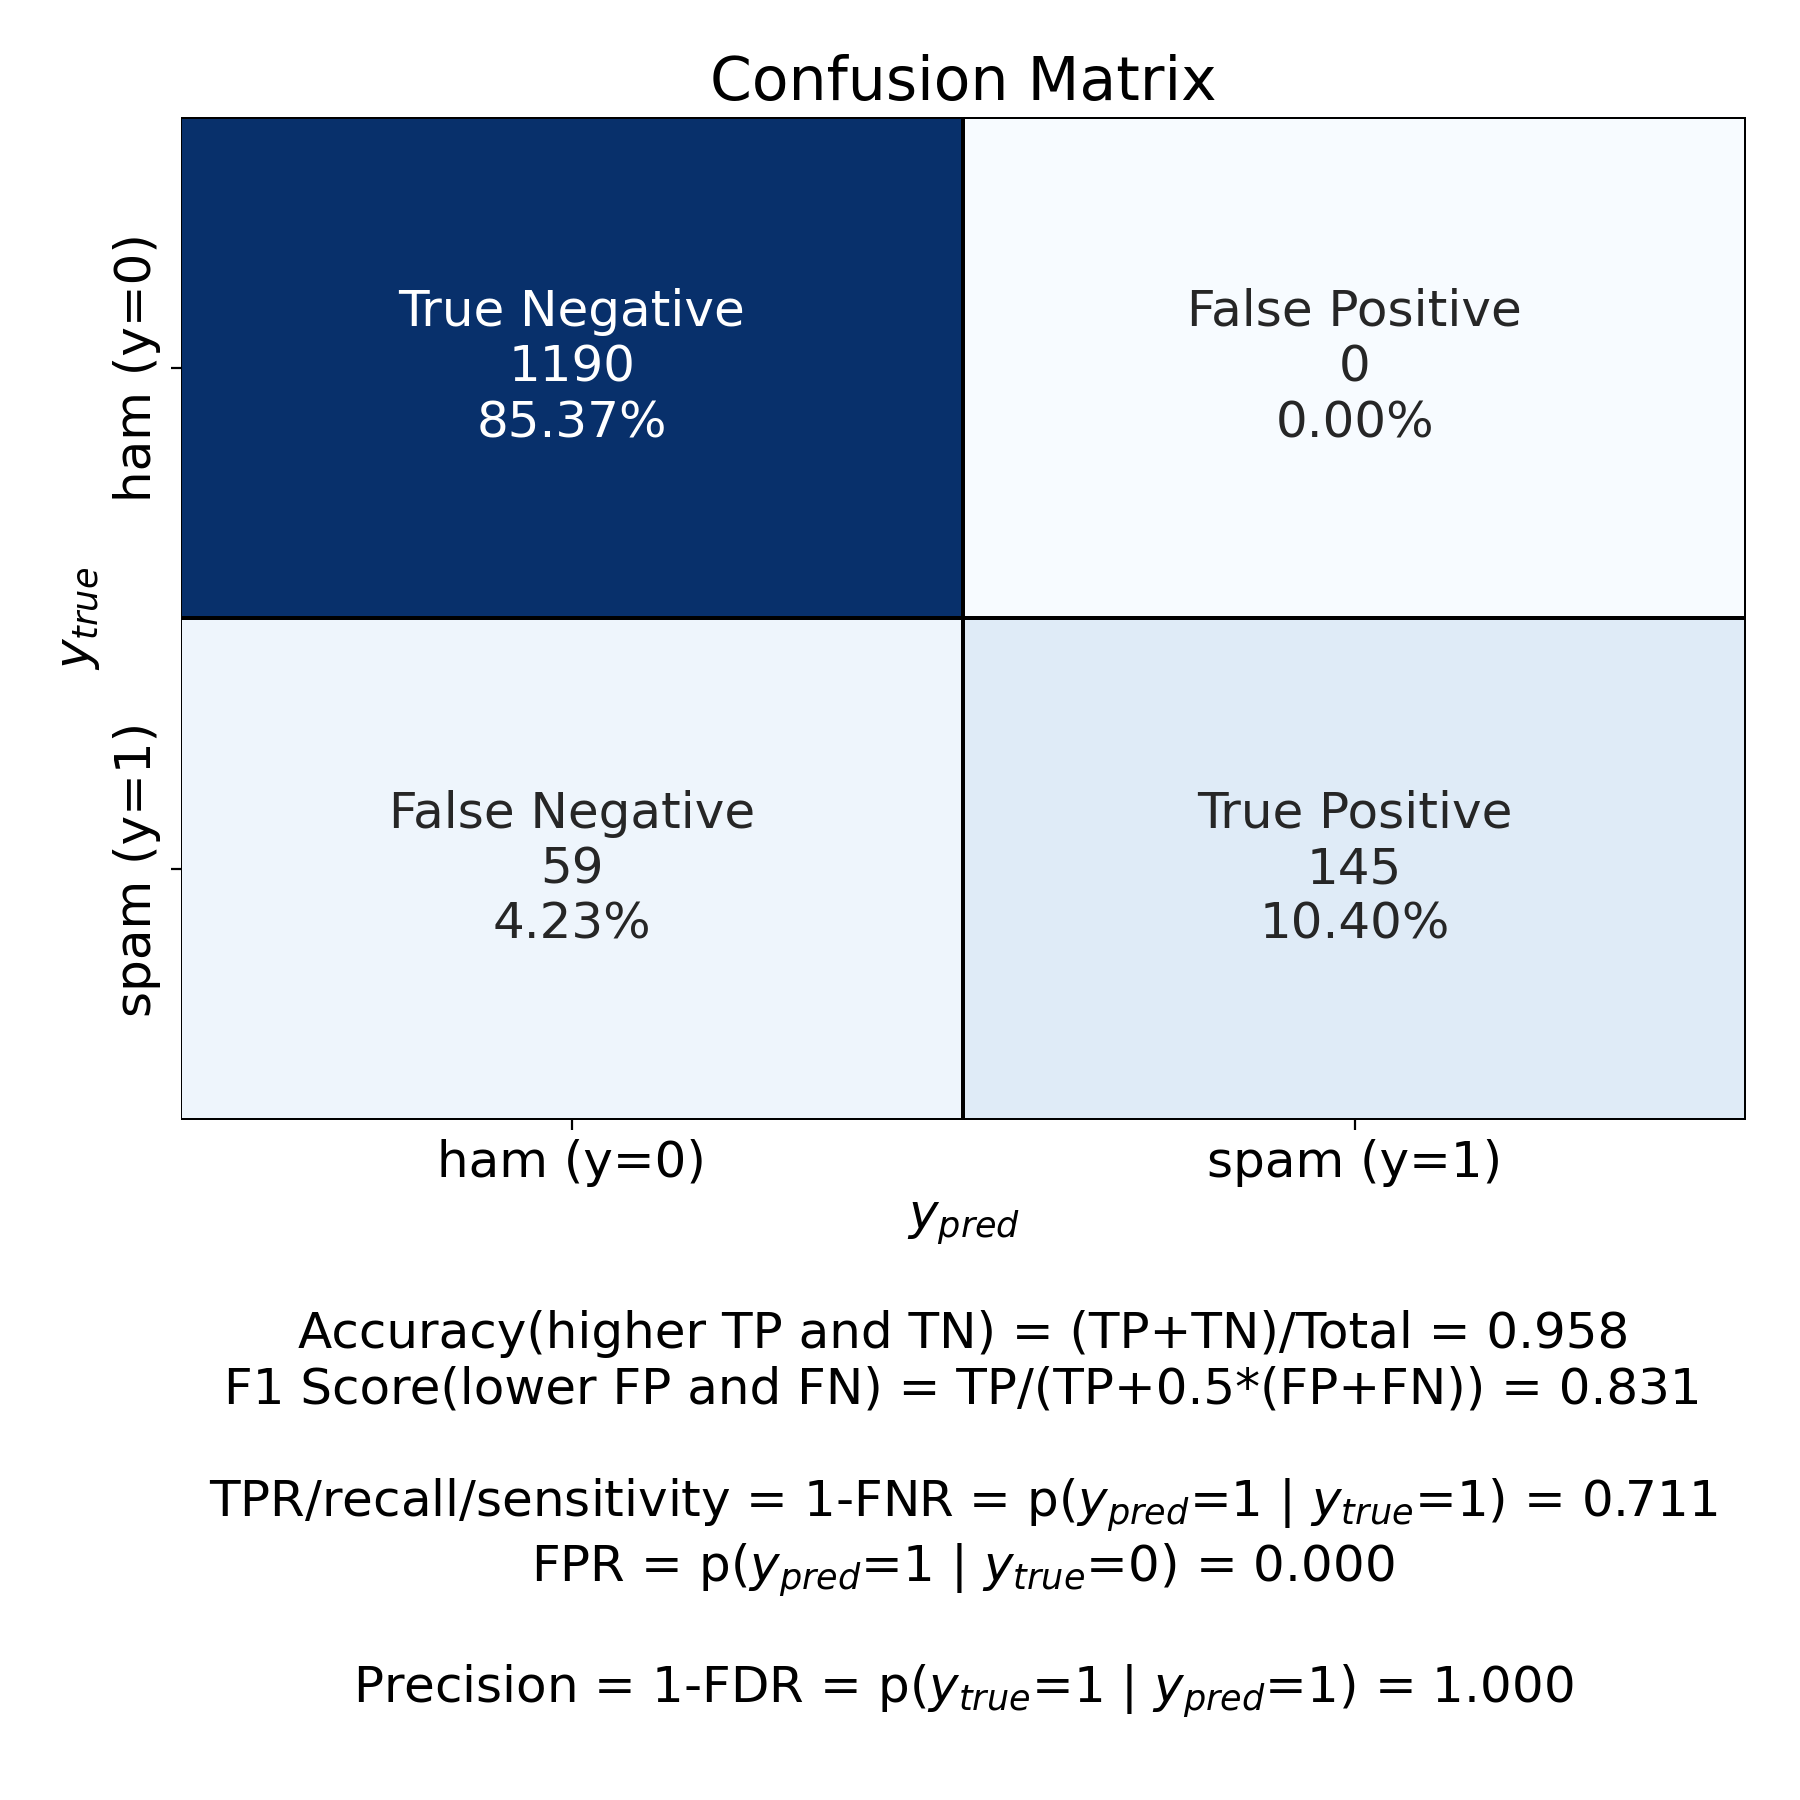 Confusion Matrix
ham (y=0)
True Negative
1190
85.37%
False Positive
0
0.00%
y_true
spam (y=1)
False Negative
59
4.23%
True Positive
145
10.40%
ham (y=0)
spam (y=1)
y_pred
Accuracy(higher TP and TN) = (TP+TN)/Total = 0.958
F1 Score(lower FP and FN) = TP/(TP+0.5*(FP+FN)) = 0.831
TPR/recall/sensitivity = 1-FNR = p(y_pred=1 | y_true=1) = 0.711
FPR = p(y_pred=1 | y_true=0) = 0.000
Precision = 1-FDR = p(y_true=1 | y_pred=1) = 1.000